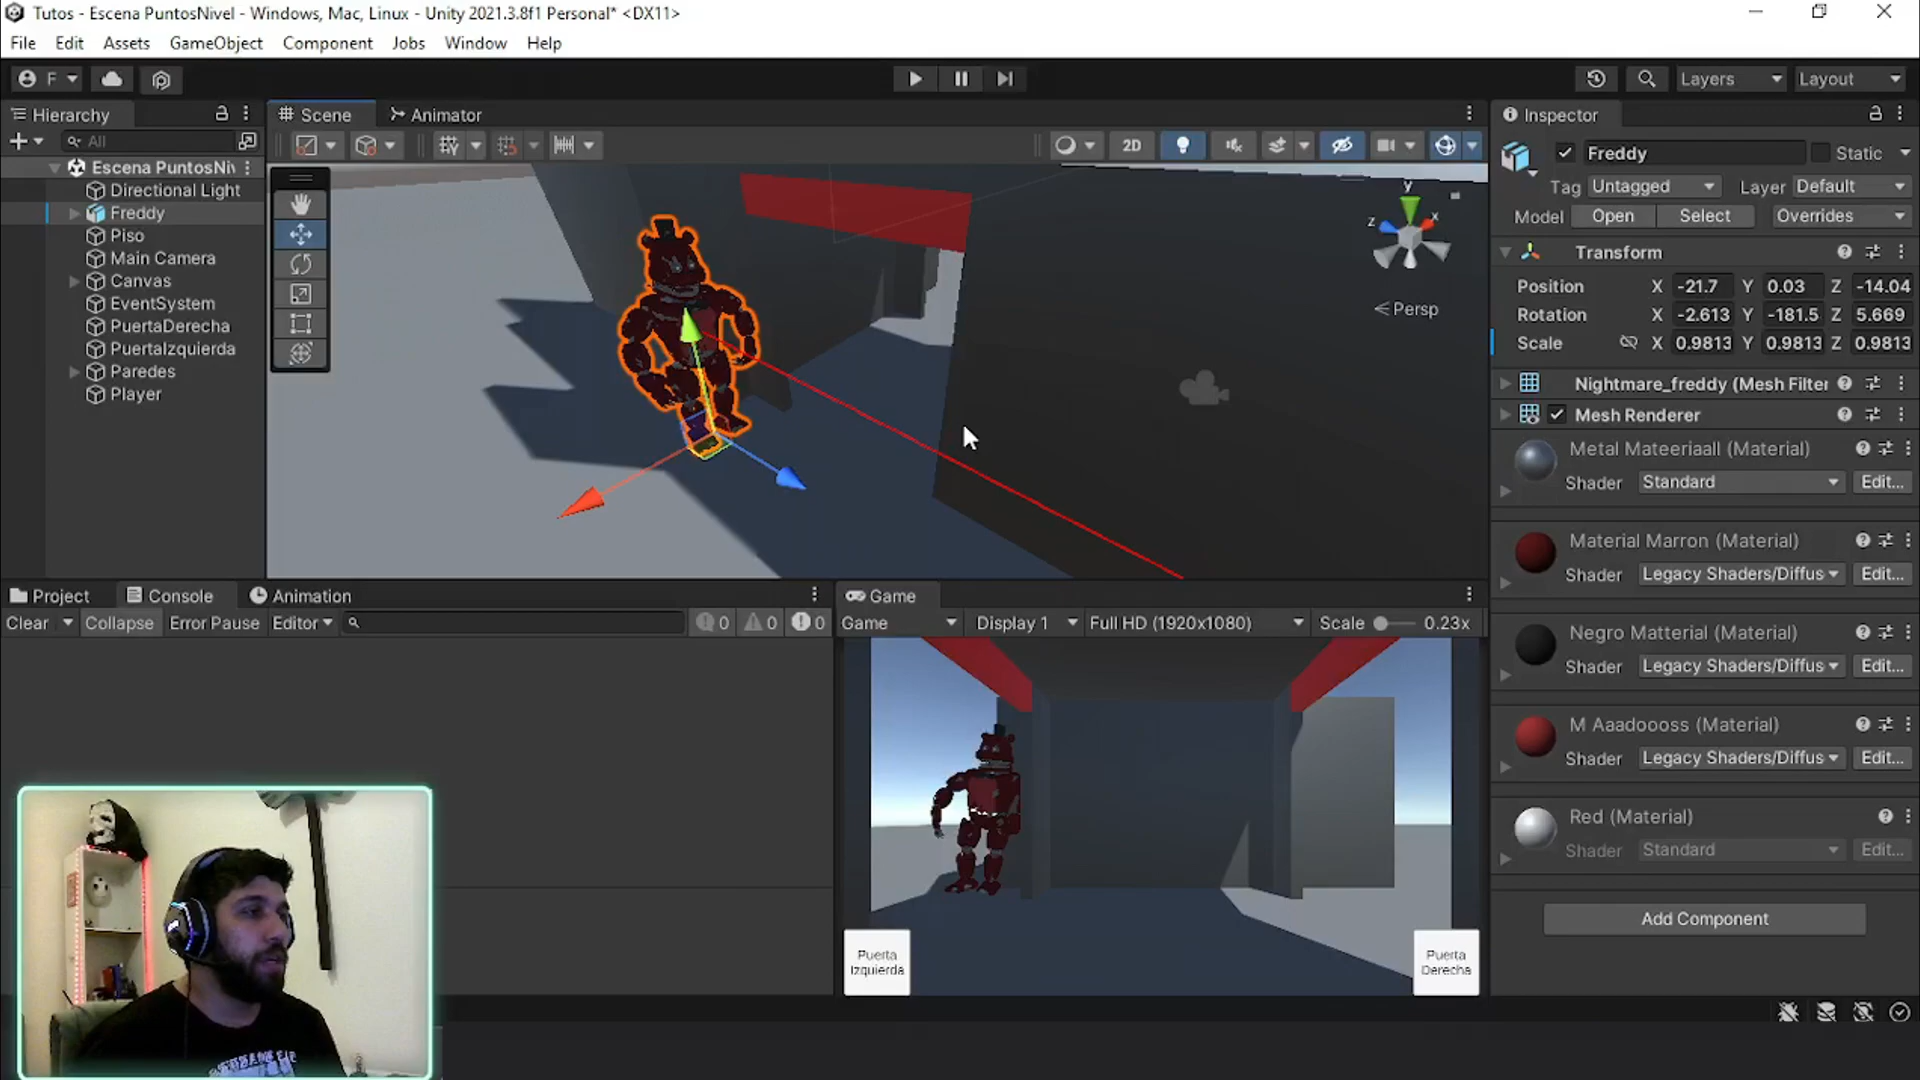 Tutos - Escena PuntosNivel - Windows, Mac, Linux - Unity 2021.3.8f1 Personal* <DX11>
File Edit Assets GameObject Component Jobs Window Help
F Layers Layout
Hierarchy
All
Escena PuntosNiv
Directional Light
Freddy
Piso
Main Camera
Canvas
EventSystem
PuertaDerecha
PuertaIzquierda
Paredes
Player
Scene Animator
2D
y
x
z
Persp
Project Console Animation
Clear Collapse Error Pause Editor 0 0 0
Game
Game Display 1 Full HD (1920x1080) Scale 0.23x
Puerta
Izquierda
Puerta
Derecha
Inspector
Freddy Static
Tag Untagged Layer Default
Model Open Select Overrides
Transform
Position X -21.7 Y 0.03 Z -14.04
Rotation X -2.613 Y -181.5 Z 5.669
Scale X 0.9813 Y 0.9813 Z 0.9813
Nightmare_freddy (Mesh Filter
Mesh Renderer
Metal Mateeriaall (Material)
Shader Standard Edit...
Material Marron (Material)
Shader Legacy Shaders/Diffus Edit...
Negro Matterial (Material)
Shader Legacy Shaders/Diffus Edit...
M Aaadoooss (Material)
Shader Legacy Shaders/Diffus Edit...
Red (Material)
Shader Standard Edit...
Add Component